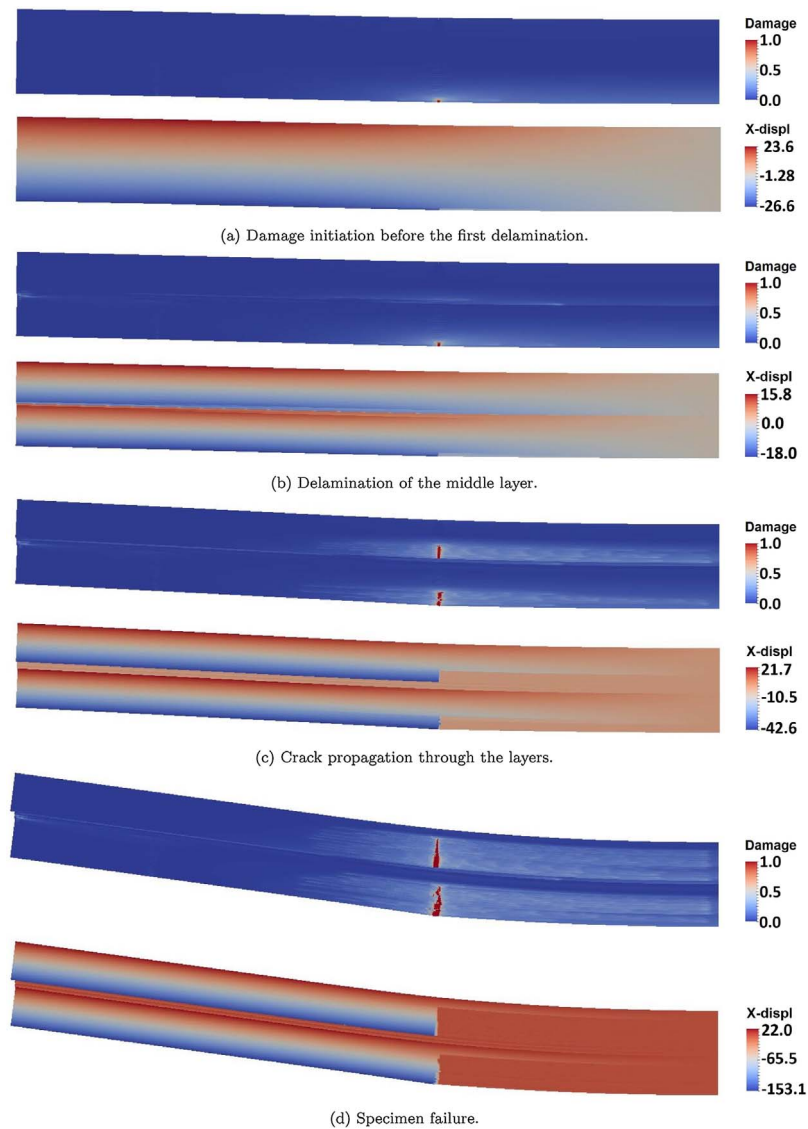 Damage
1.0
0.5
0.0
X-displ
23.6
-1.28
-26.6
(a) Damage initiation before the first delamination.
Damage
1.0
0.5
0.0
X-displ
15.8
0.0
-18.0
(b) Delamination of the middle layer.
Damage
1.0
0.5
0.0
X-displ
21.7
-10.5
-42.6
(c) Crack propagation through the layers.
Damage
1.0
0.5
0.0
X-displ
22.0
-65.5
-153.1
(d) Specimen failure.